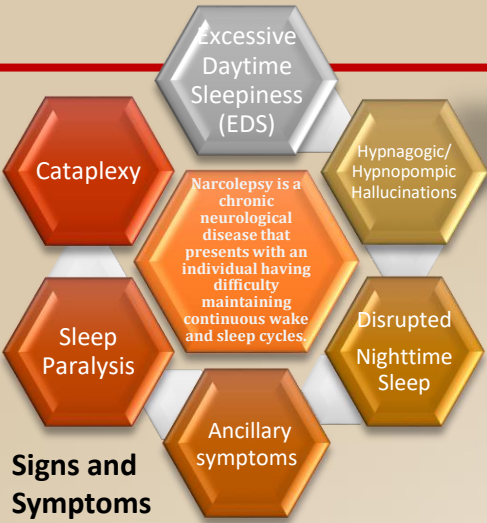 Excessive
Daytime
Sleepiness
(EDS)
Hypnagogic/
Hypnopompic
Hallucinations
Disrupted
Nighttime
Sleep
Ancillary
symptoms
Sleep
Paralysis
Cataplexy
Narcolepsy is a
chronic
neurological
disease that
presents with an
individual having
difficulty
maintaining
continuous wake
and sleep cycles.
Signs and
Symptoms